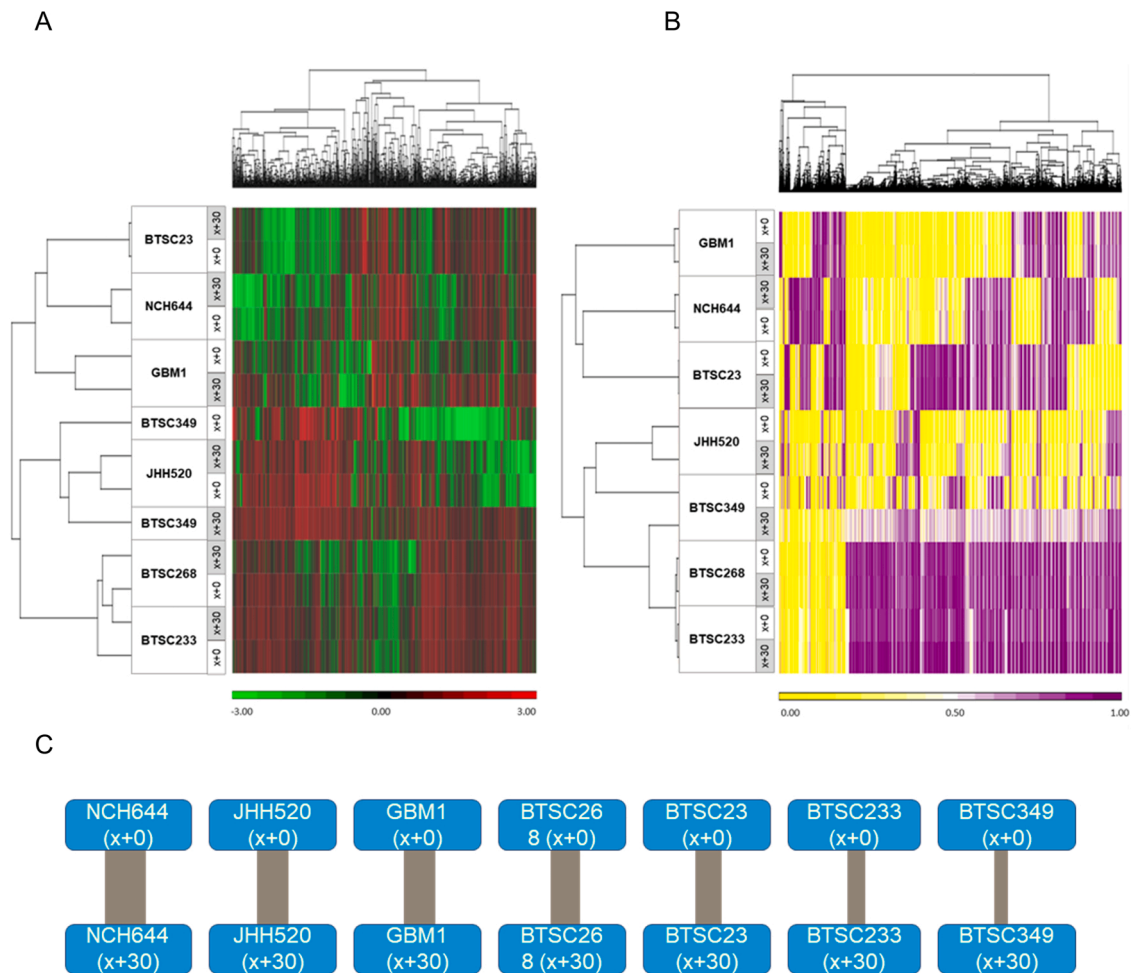 A
B
BTSC23
x+30
x+0
NCH644
x+30
x+0
GBM1
x+0
x+30
BTSC349
x+0
JHH520
x+30
x+0
BTSC349
x+30
BTSC268
x+30
x+0
BTSC233
x+30
x+0
-3.00
0.00
3.00
GBM1
x+0
x+30
NCH644
x+30
x+0
BTSC23
x+0
x+30
JHH520
x+0
x+30
BTSC349
x+0
x+30
BTSC268
x+0
x+30
BTSC233
x+0
x+30
0.00
0.50
1.00
C
NCH644
(x+0)
JHH520
(x+0)
GBM1
(x+0)
BTSC26
8 (x+0)
BTSC23
(x+0)
BTSC233
(x+0)
BTSC349
(x+0)
NCH644
(x+30)
JHH520
(x+30)
GBM1
(x+30)
BTSC26
8 (x+30)
BTSC23
(x+30)
BTSC233
(x+30)
BTSC349
(x+30)